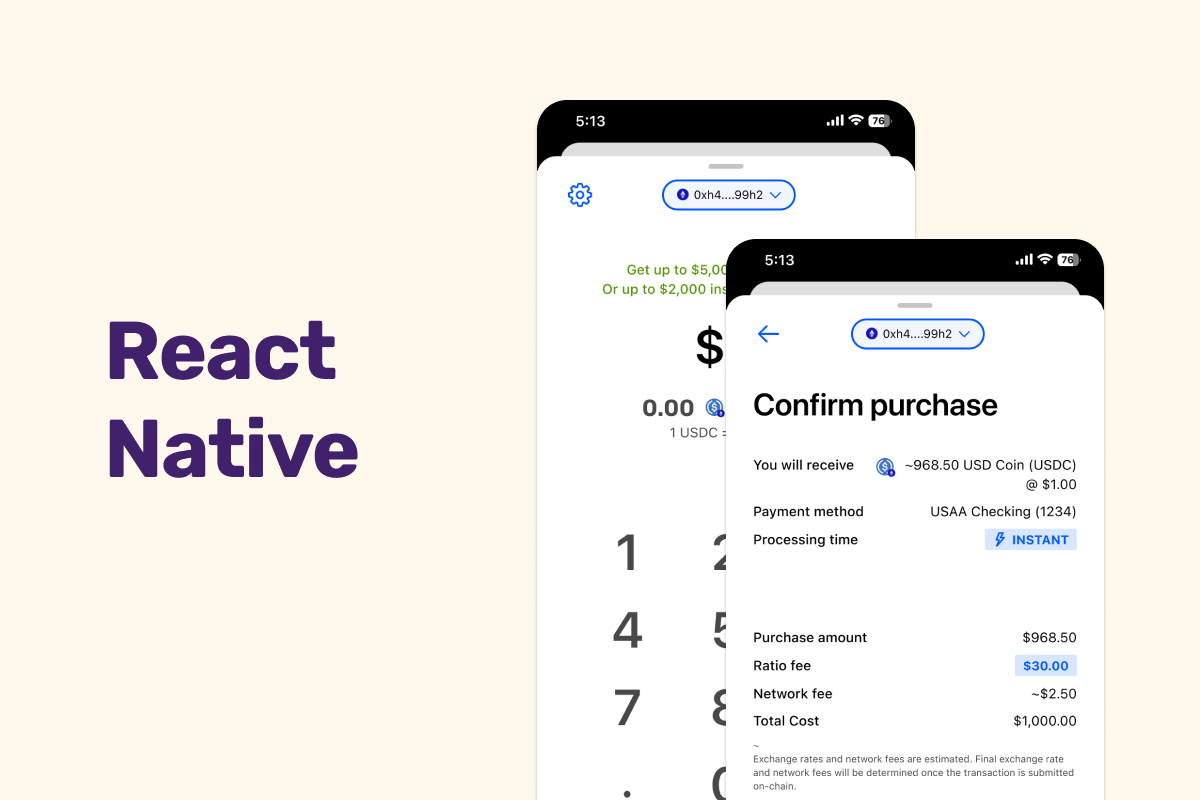 React
Native
5:13
76
0xh4....99h2
Get up to $5,00
Or up to $2,000 ins
$
0.00
1 USDC =
1
2
4
5
7
8
.
0
5:13
76
0xh4....99h2
Confirm purchase
You will receive ~968.50 USD Coin (USDC)
@ $1.00
Payment method USAA Checking (1234)
Processing time INSTANT
Purchase amount $968.50
Ratio fee $30.00
Network fee ~$2.50
Total Cost $1,000.00
~
Exchange rates and network fees are estimated. Final exchange rate
and network fees will be determined once the transaction is submitted
on-chain.